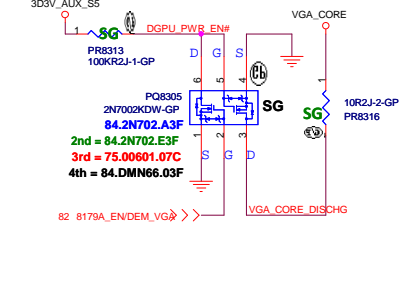 3D3V_AUX_S5
1
SG
DGPU_PWR_EN#
PR8313
100KR2J-1-GP
VGA_CORE
D G S
6 5 4
PQ8305
2N7002KDW-GP
SG
84.2N702.A3F
2nd = 84.2N702.E3F
3rd = 75.00601.07C
4th = 84.DMN66.03F
1 2 3
S G D
1
SG
10R2J-2-GP
PR8316
2
82 8179A_EN/DEM_VGA
VGA_CORE_DISCHG